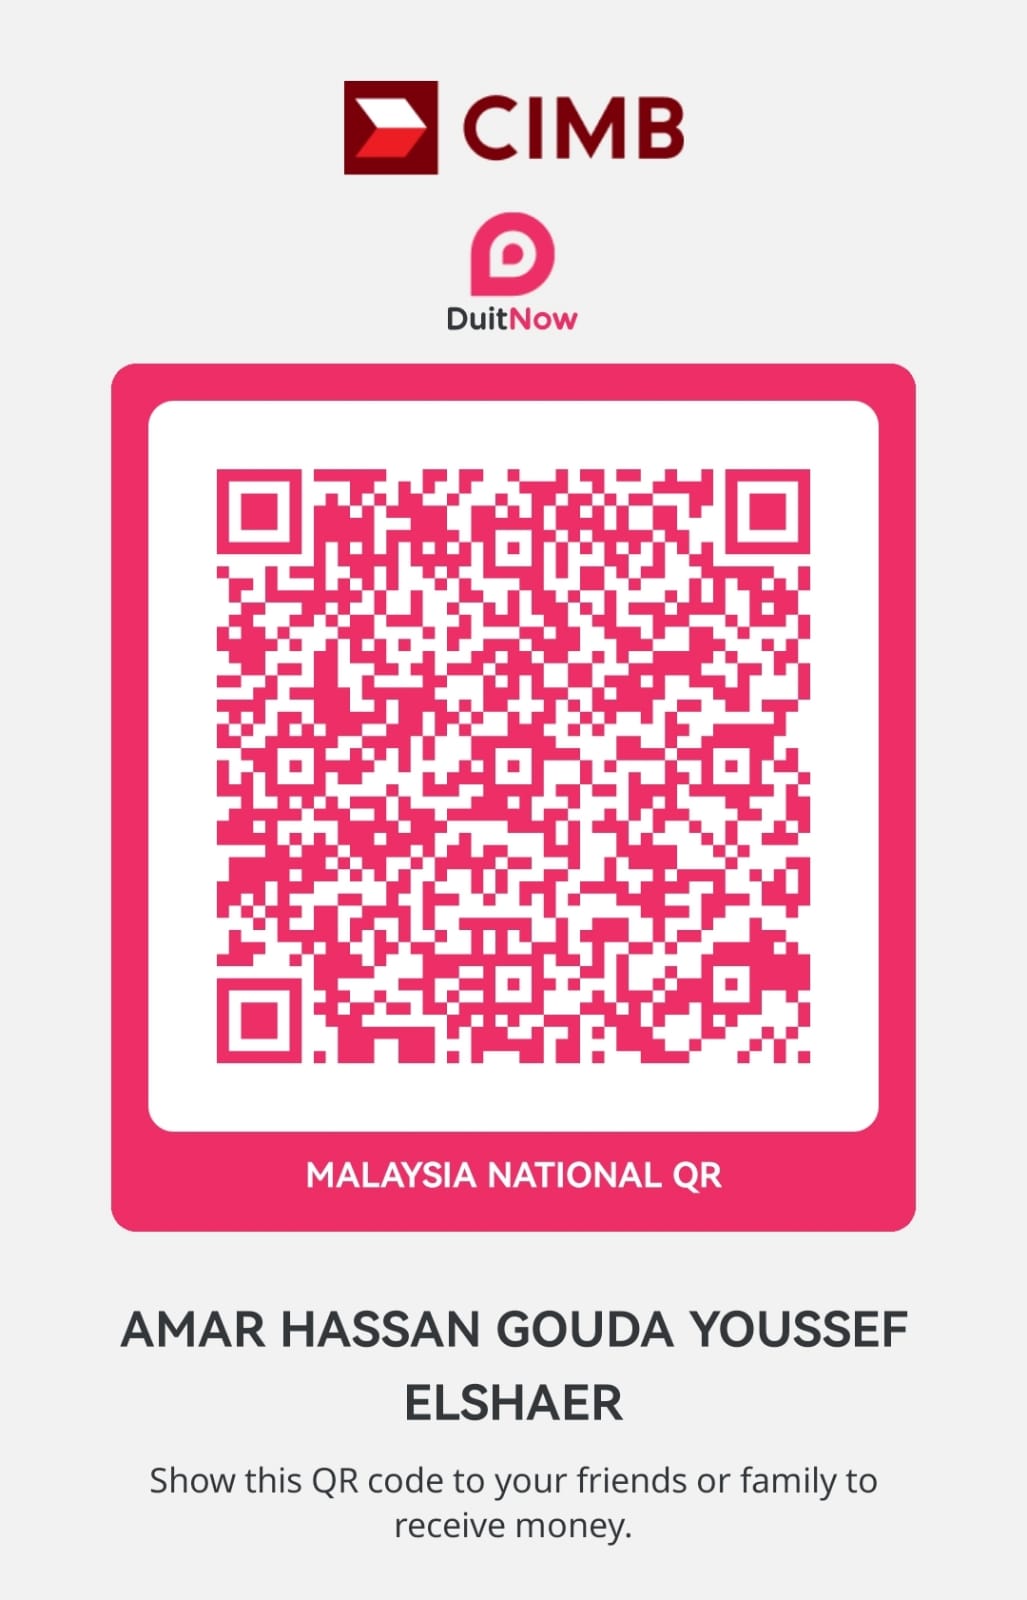 CIMB
DuitNow
MALAYSIA NATIONAL QR
AMAR HASSAN GOUDA YOUSSEF
ELSHAER
Show this QR code to your friends or family to
receive money.